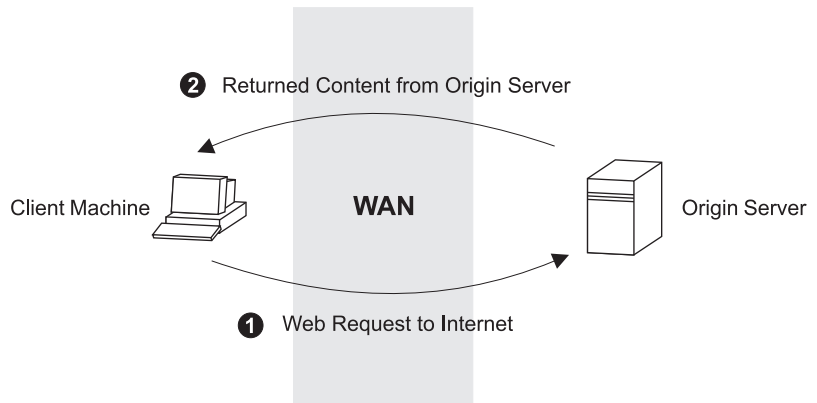 2 Returned Content from Origin Server
Client Machine
WAN
Origin Server
1 Web Request to Internet